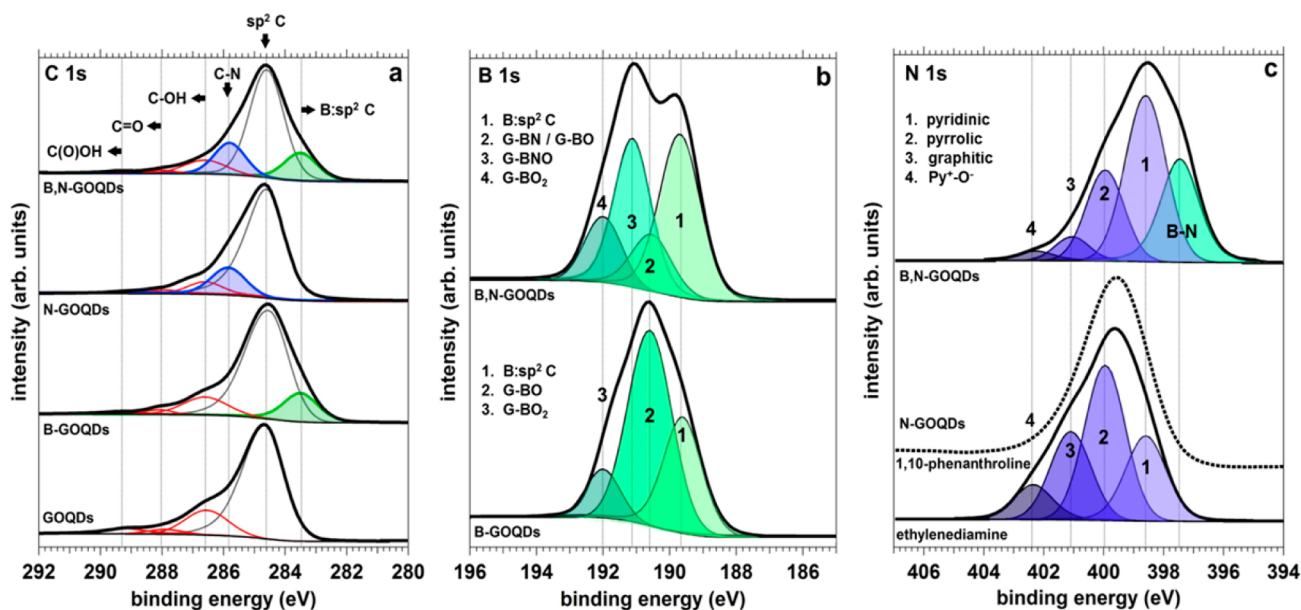 C 1s
a
sp² C
C-N
C-OH
C=O
C(O)OH
B:sp² C
B,N-GOQDs
N-GOQDs
B-GOQDs
GOQDs
intensity (arb. units)
292 290 288 286 284 282 280
binding energy (eV)
B 1s
b
1. B:sp² C
2. G-BN / G-BO
3. G-BNO
4. G-BO₂
4
3
2
1
B,N-GOQDs
1. B:sp² C
2. G-BO
3. G-BO₂
3
2
1
B-GOQDs
intensity (arb. units)
196 194 192 190 188 186
binding energy (eV)
N 1s
c
1. pyridinic
2. pyrrolic
3. graphitic
4. Py⁺-O⁻
4
3
2
1
B-N
B,N-GOQDs
N-GOQDs
1,10-phenanthroline
4
3
2
1
ethylenediamine
intensity (arb. units)
406 404 402 400 398 396 394
binding energy (eV)